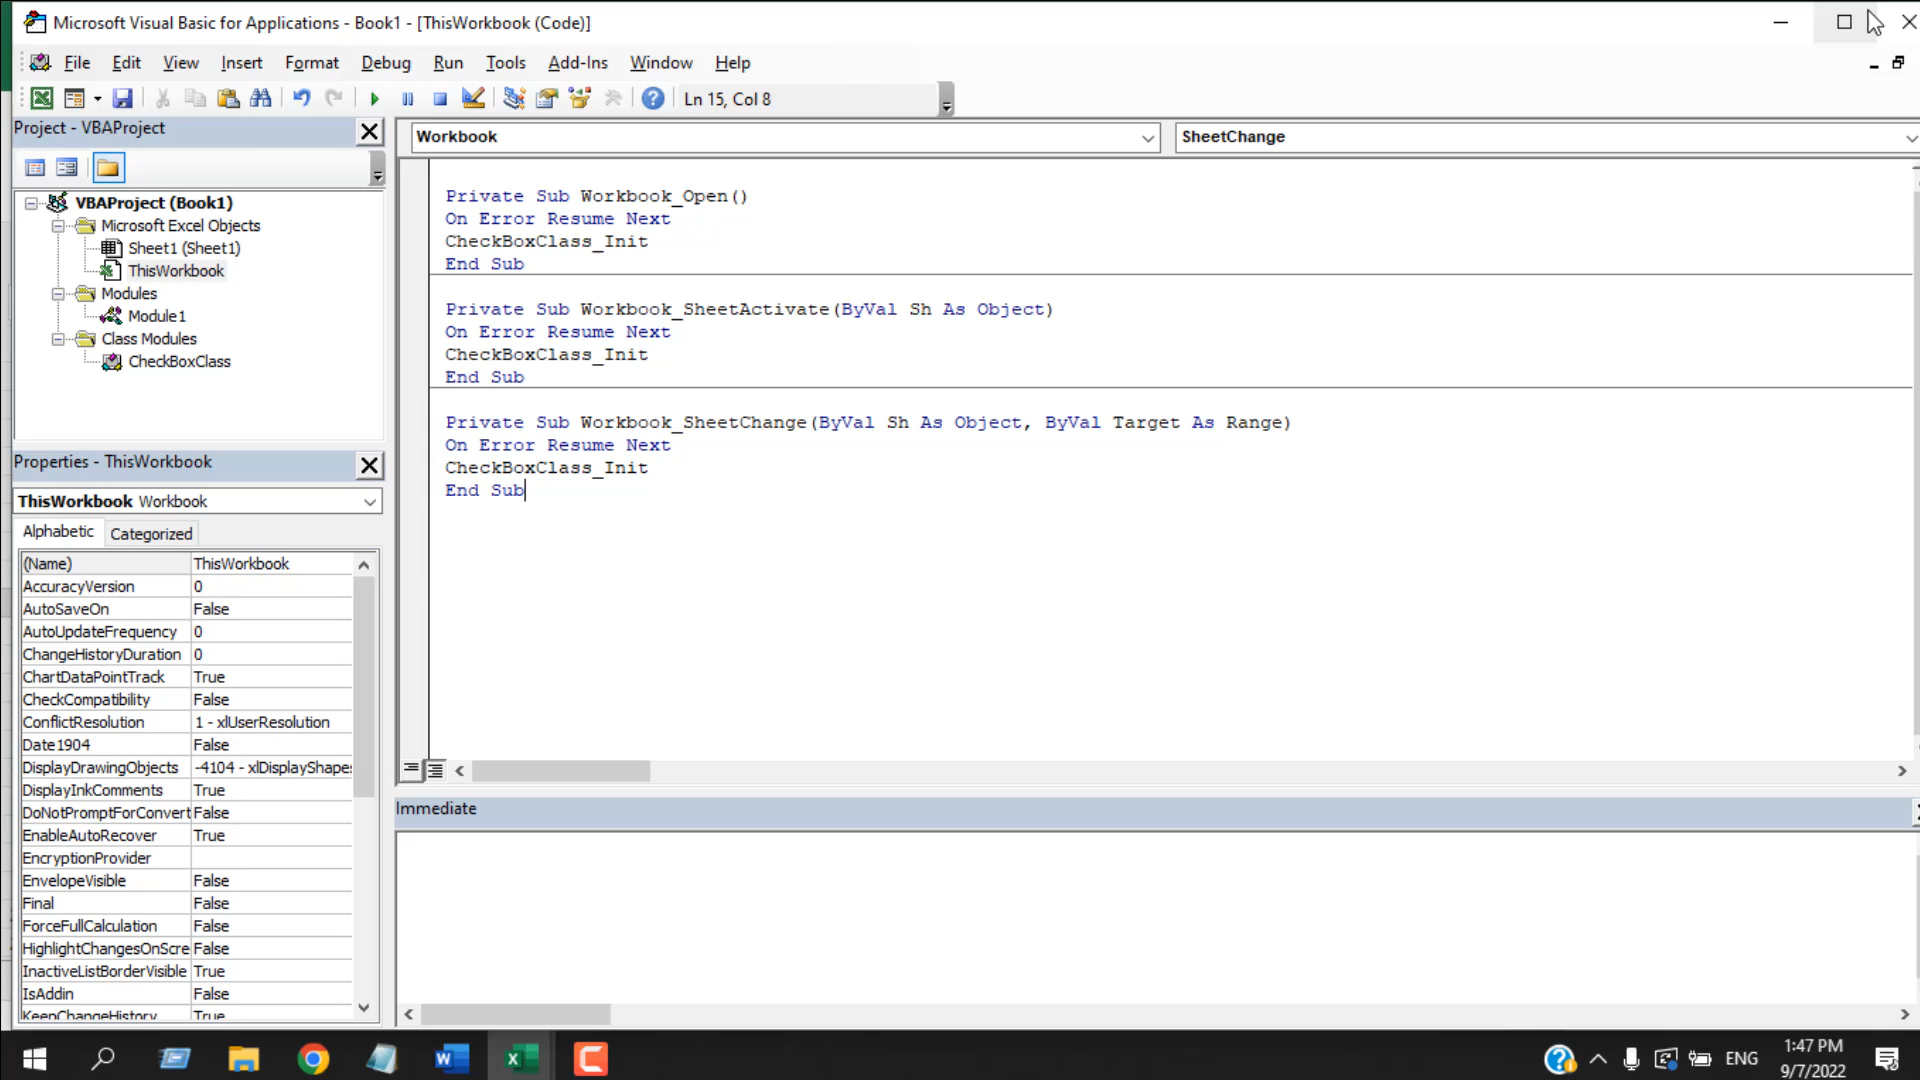 Microsoft Visual Basic for Applications - Book1 - [ThisWorkbook (Code)]
File Edit View Insert Format Debug Run Tools Add-Ins Window Help
Ln 15, Col 8
Project - VBAProject
Workbook
SheetChange
VBAProject (Book1)
Microsoft Excel Objects
Sheet1 (Sheet1)
ThisWorkbook
Modules
Module1
Class Modules
CheckBoxClass
Private Sub Workbook_Open()
On Error Resume Next
CheckBoxClass_Init
End Sub
Private Sub Workbook_SheetActivate(ByVal Sh As Object)
On Error Resume Next
CheckBoxClass_Init
End Sub
Private Sub Workbook_SheetChange(ByVal Sh As Object, ByVal Target As Range)
On Error Resume Next
CheckBoxClass_Init
End Sub
Properties - ThisWorkbook
ThisWorkbook Workbook
Alphabetic Categorized
(Name) ThisWorkbook
AccuracyVersion 0
AutoSaveOn False
AutoUpdateFrequency 0
ChangeHistoryDuration 0
ChartDataPointTrack True
CheckCompatibility False
ConflictResolution 1 - xlUserResolution
Date1904 False
DisplayDrawingObjects -4104 - xlDisplayShapes
DisplayInkComments True
DoNotPromptForConvert False
EnableAutoRecover True
EncryptionProvider
EnvelopeVisible False
Final False
ForceFullCalculation False
HighlightChangesOnScre False
InactiveListBorderVisible True
IsAddin False
KeepChangeHistory True
Immediate
ENG
1:47 PM
9/7/2022